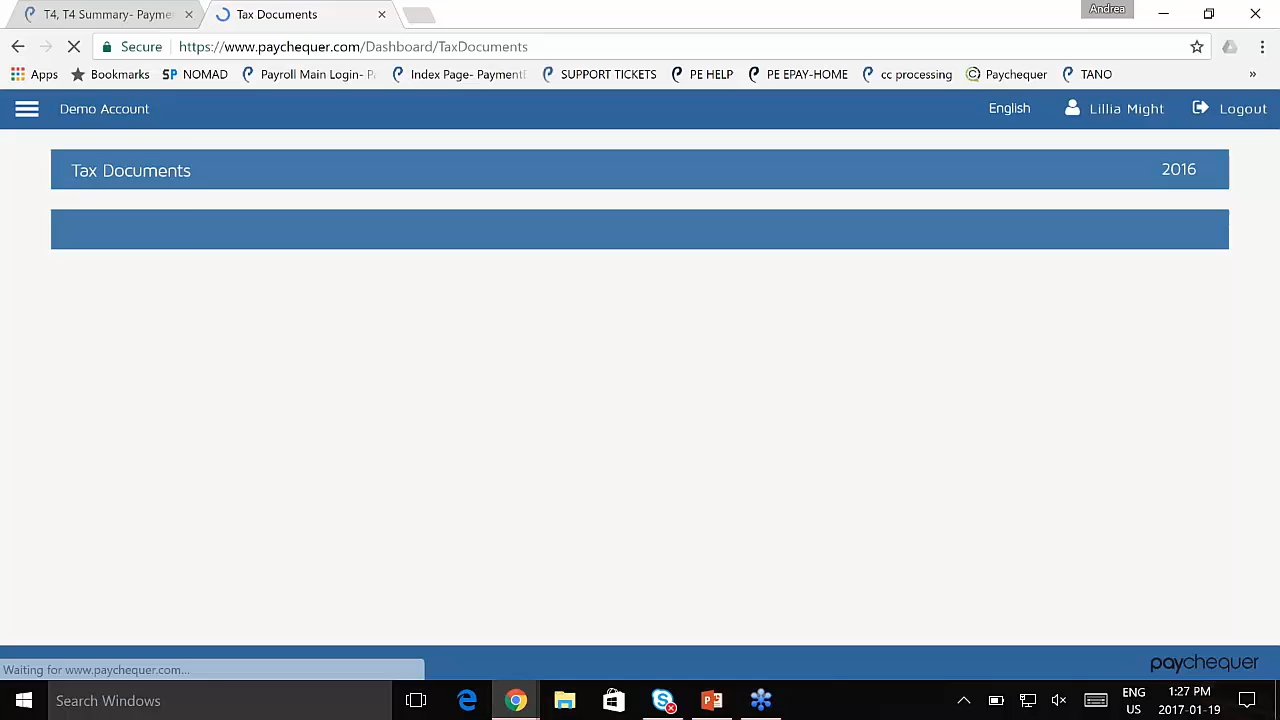 T4, T4 Summary- Payme
Tax Documents
Andrea
Secure
https://www.paychequer.com/Dashboard/TaxDocuments
Apps
Bookmarks
SP NOMAD
Payroll Main Login- P
Index Page- Payment
SUPPORT TICKETS
PE HELP
PE EPAY-HOME
cc processing
Paychequer
TANO
»
Demo Account
English
Lillia Might
Logout
Tax Documents
2016
Waiting for www.paychequer.com...
paychequer
Search Windows
ENG
US
1:27 PM
2017-01-19